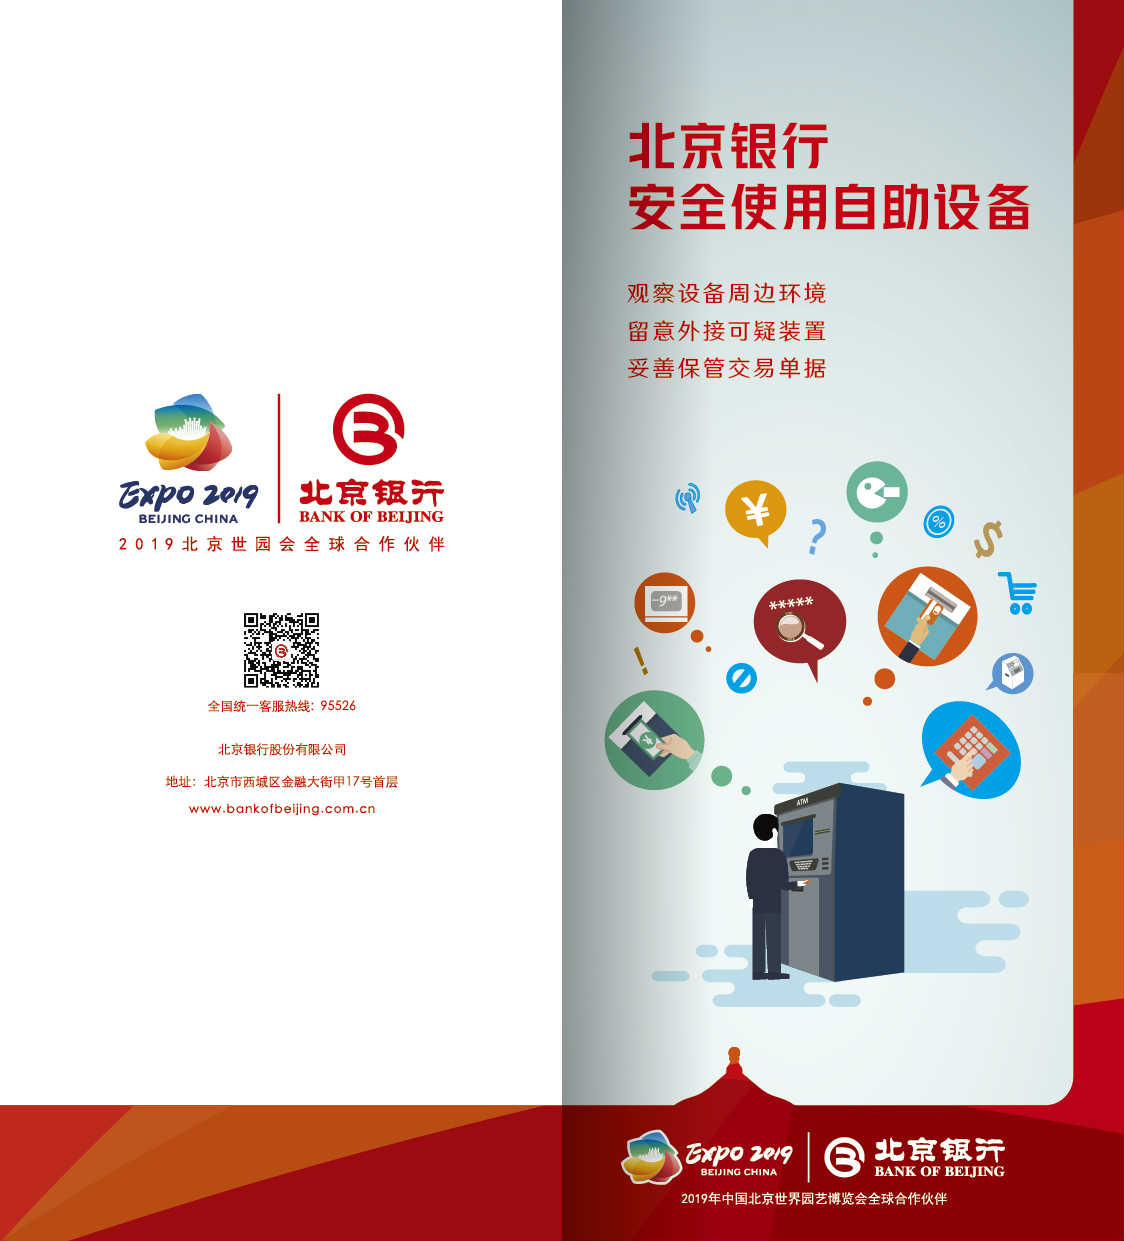 EXPO 2019
BEIJING CHINA
北京银行
BANK OF BEIJING
2019北京世园会全球合作伙伴
全国统一客服热线：95526
北京银行股份有限公司
地址：北京市西城区金融大街甲17号首层
www.bankofbeijing.com.cn
北京银行
安全使用自助设备
观察设备周边环境
留意外接可疑装置
妥善保管交易单据
¥
?
%
$
-9**
*****
!
¥
ATM
EXPO 2019
BEIJING CHINA
北京银行
BANK OF BEIJING
2019年中国北京世界园艺博览会全球合作伙伴